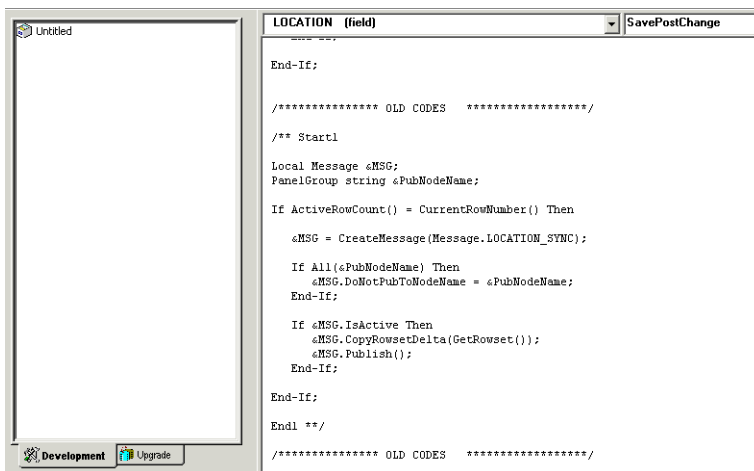 Untitled
LOCATION (field)
SavePostChange
End-If;
End-If;
/*************** OLD CODES ******************/
/** Start1
Local Message &MSG;
PanelGroup string &PubNodeName;
If ActiveRowCount() = CurrentRowNumber() Then
&MSG = CreateMessage(Message.LOCATION_SYNC);
If All(&PubNodeName) Then
&MSG.DoNotPubToNodeName = &PubNodeName;
End-If;
If &MSG.IsActive Then
&MSG.CopyRowsetDelta(GetRowset());
&MSG.Publish();
End-If;
End-If;
End1 **/
/*************** OLD CODES ******************/
Development
Upgrade